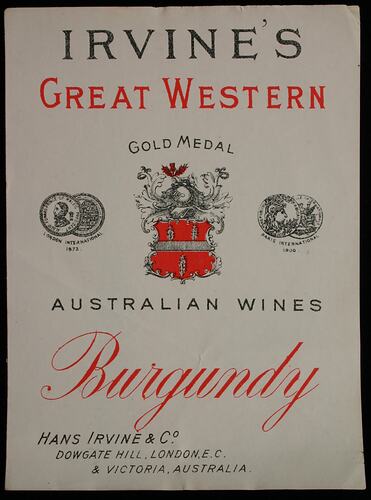 IRVINE'S
GREAT WESTERN
GOLD MEDAL
LONDON INTERNATIONAL
1873.
PARIS INTERNATIONAL
1900.
AUSTRALIAN WINES
Burgundy
HANS IRVINE & Co
DOWGATE HILL, LONDON, E.C.
& VICTORIA, AUSTRALIA.